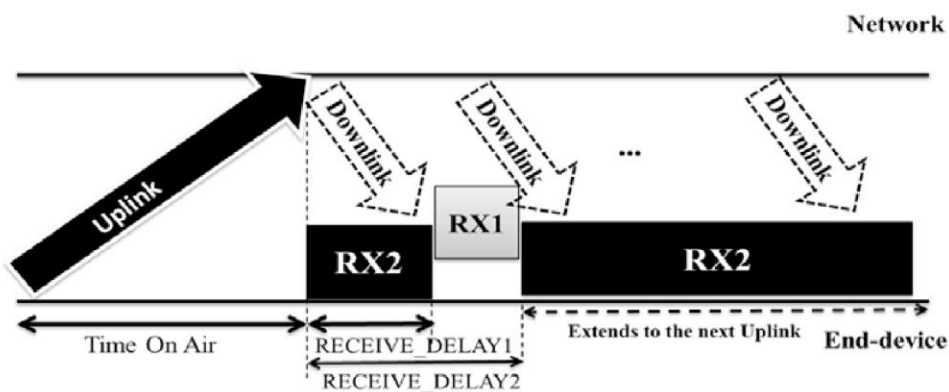 Network
Uplink
Downlink
Downlink
...
Downlink
RX2
RX1
RX2
Time On Air
RECEIVE_DELAY1
RECEIVE_DELAY2
Extends to the next Uplink
End-device